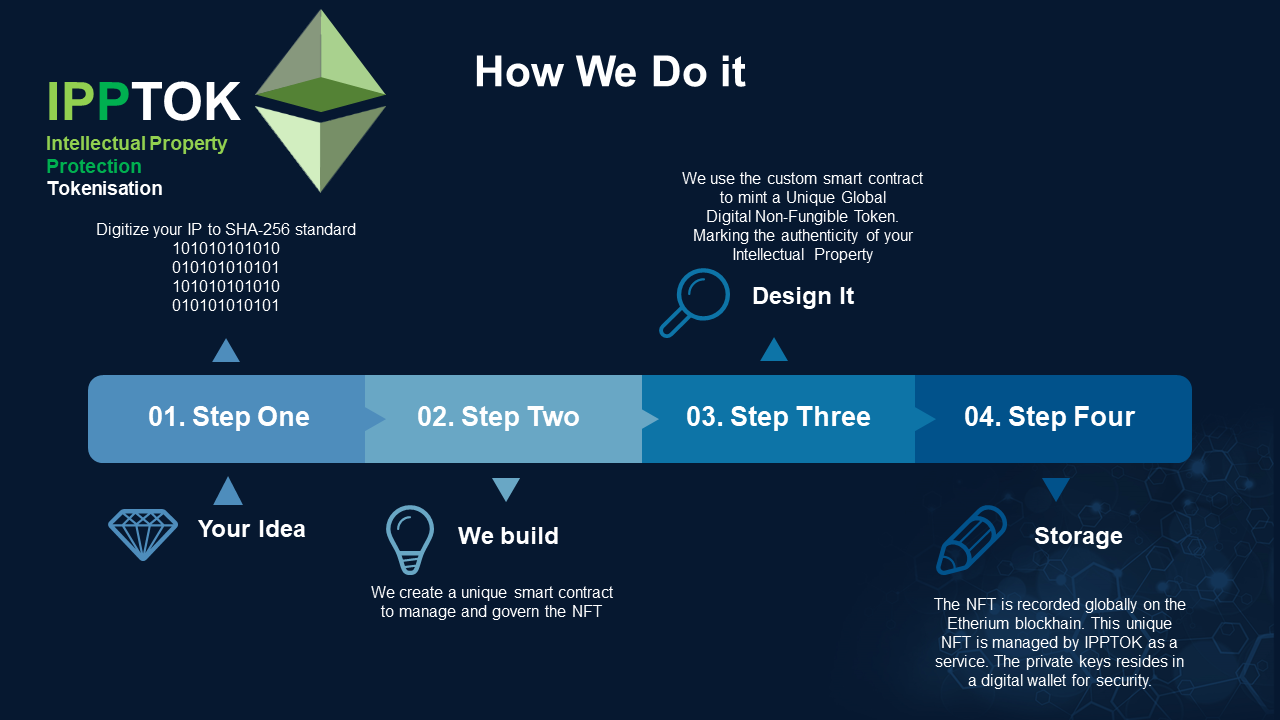 How We Do it
IPPTOK
Intellectual Property
Protection
Tokenisation
Digitize your IP to SHA-256 standard
101010101010
010101010101
101010101010
010101010101
We use the custom smart contract
to mint a Unique Global
Digital Non-Fungible Token.
Marking the authenticity of your
Intellectual Property
Design It
01. Step One
02. Step Two
03. Step Three
04. Step Four
Your Idea
We build
We create a unique smart contract
to manage and govern the NFT
Storage
The NFT is recorded globally on the
Etherium blockhain. This unique
NFT is managed by IPPTOK as a
service. The private keys resides in
a digital wallet for security.